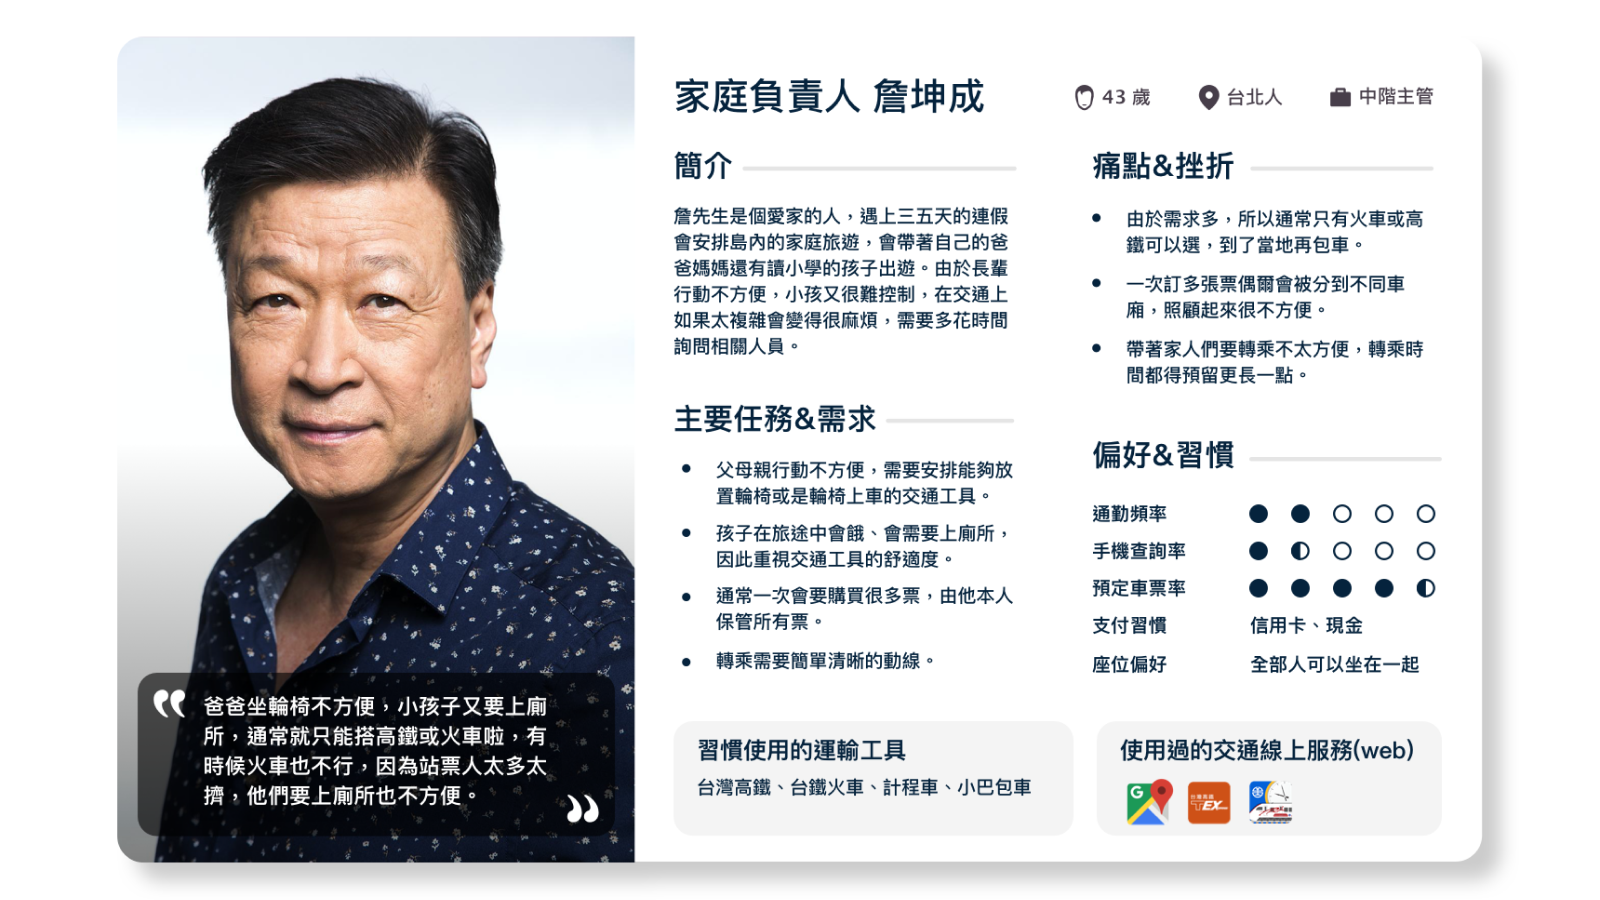 家庭負責人 詹坤成
43 歲
台北人
中階主管
簡介
詹先生是個愛家的人，遇上三五天的連假
會安排島內的家庭旅遊，會帶著自己的爸
爸媽媽還有讀小學的孩子出遊。由於長輩
行動不方便，小孩又很難控制，在交通上
如果太複雜會變得很麻煩，需要多花時間
詢問相關人員。
主要任務&需求
父母親行動不方便，需要安排能夠放
置輪椅或是輪椅上車的交通工具。
孩子在旅途中會餓、會需要上廁所，
因此重視交通工具的舒適度。
通常一次會要購買很多票，由他本人
保管所有票。
轉乘需要簡單清晰的動線。
痛點&挫折
由於需求多，所以通常只有火車或高
鐵可以選，到了當地再包車。
一次訂多張票偶爾會被分到不同車
廂，照顧起來很不方便。
帶著家人們要轉乘不太方便，轉乘時
間都得預留更長一點。
偏好&習慣
通勤頻率
手機查詢率
預定車票率
支付習慣 信用卡、現金
座位偏好 全部人可以坐在一起
“爸爸坐輪椅不方便，小孩子又要上廁
所，通常就只能搭高鐵或火車啦，有
時候火車也不行，因為站票人太多太
擠，他們要上廁所也不方便。”
習慣使用的運輸工具
台灣高鐵、台鐵火車、計程車、小巴包車
使用過的交通線上服務(web)
G
台灣高鐵
TEX